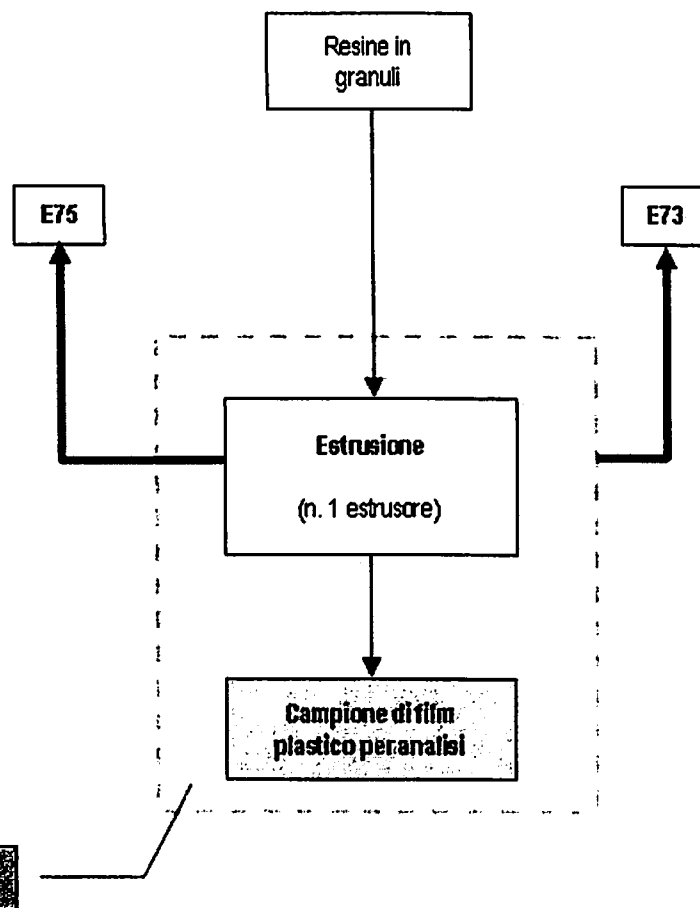 Resine in
granuli
E75
E73
Estrusione
(n. 1 estrusore)
Campione di film
plastico per analisi